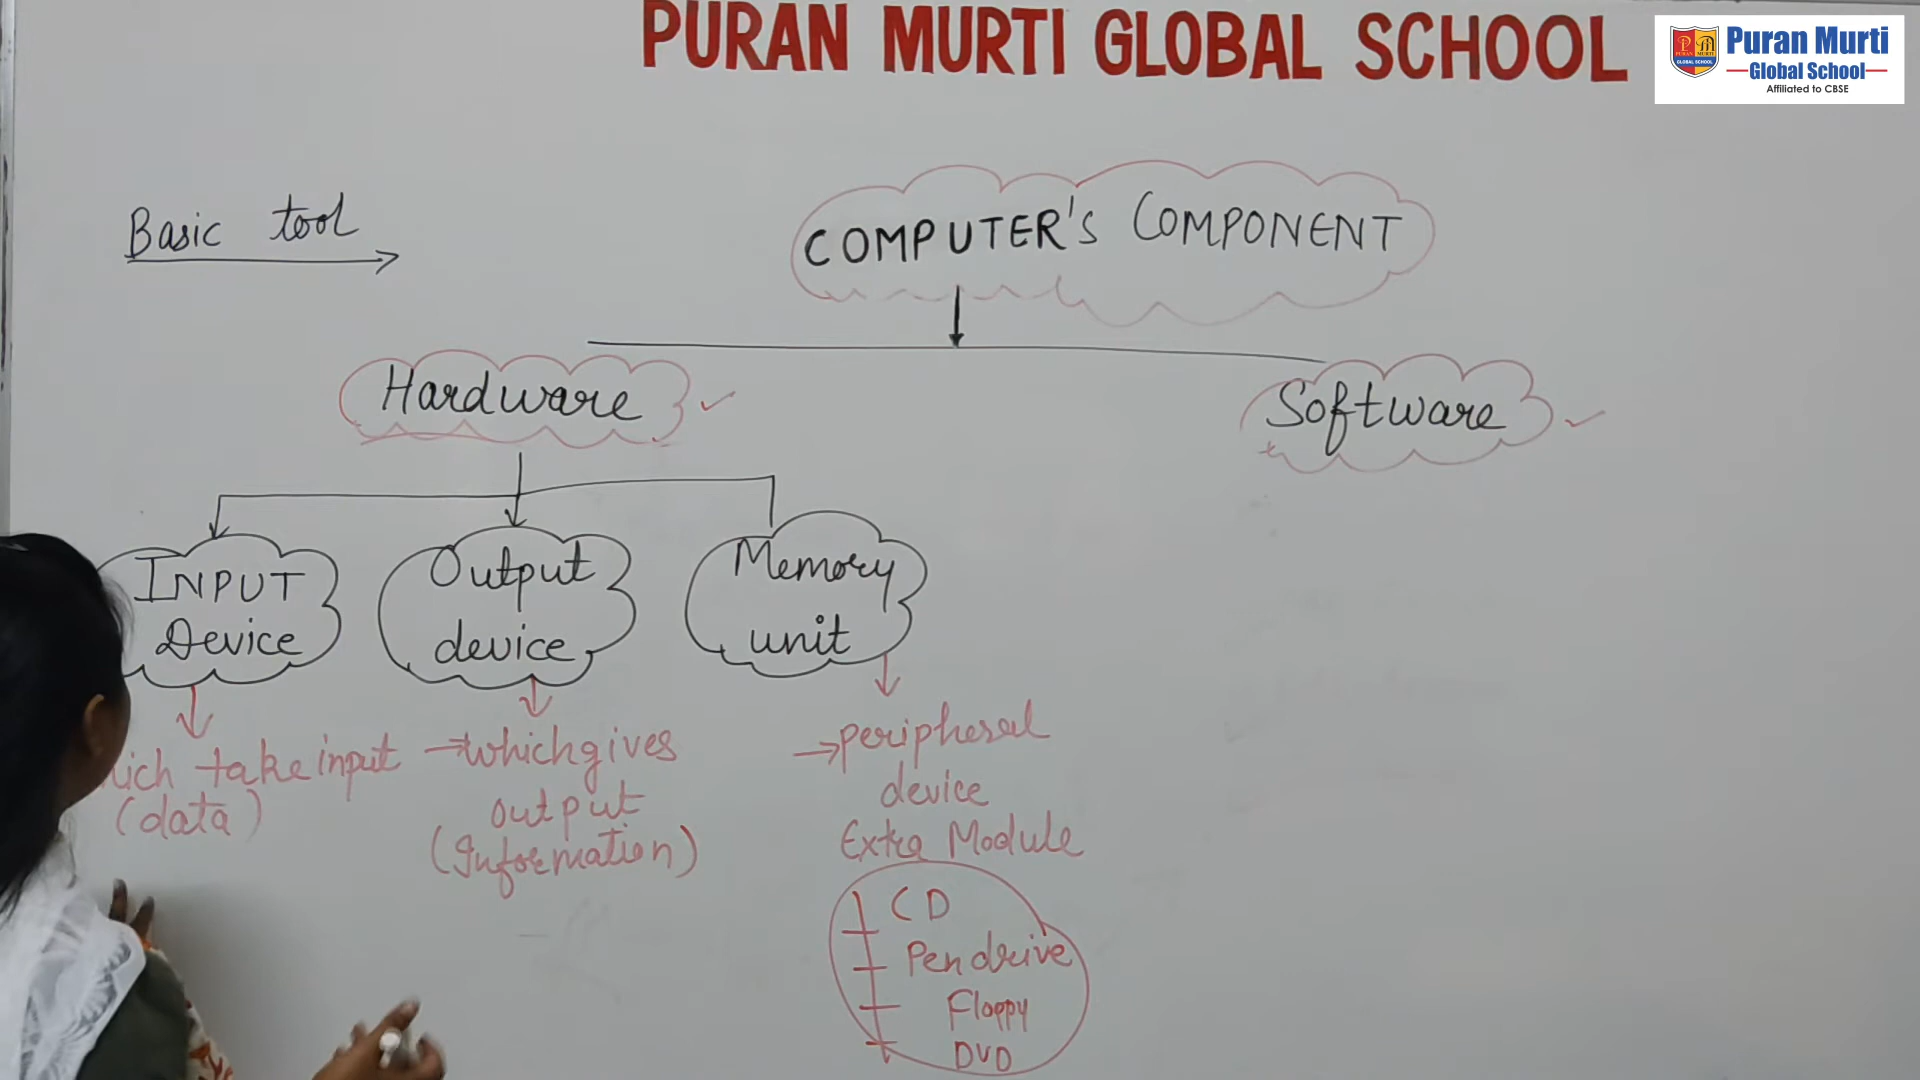 PURAN MURTI GLOBAL SCHOOL
Puran Murti
Global School
Affiliated to CBSE
Basic tool
COMPUTER's COMPONENT
Hardware
Software
INPUT
Device
Output
device
Memory
unit
take input
(data)
which gives
output
(Information)
peripheral
device
Extra Module
CD
Pendrive
Floppy
DVD